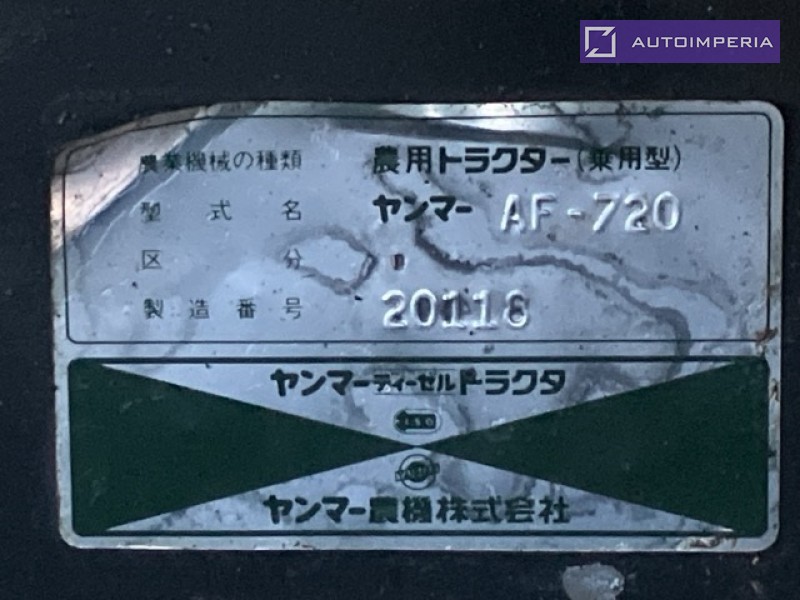 AUTOIMPERIA
農業機械の種類 農用トラクター(乗用型)
型式名 ヤンマー AF-720
区分
製造番号 20118
ヤンマーディーゼルトラクタ
ISO
YANMAR
ヤンマー農機株式会社